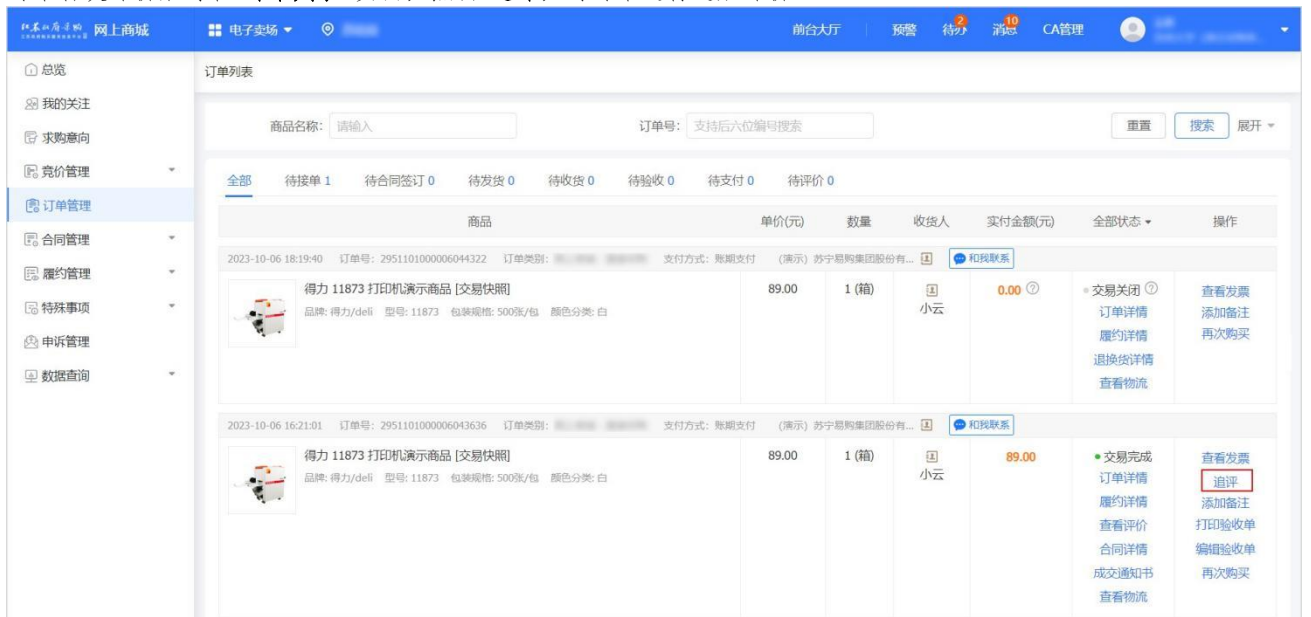 网上商城 电子卖场 前台大厅 预警 待办 2 消息 10 CA管理
总览
我的关注
求购意向
竞价管理
订单管理
合同管理
履约管理
特殊事项
申诉管理
数据查询
订单列表
商品名称: 请输入 订单号: 支持后六位编号搜索 重置 搜索 展开
全部 待接单 1 待合同签订 0 待发货 0 待收货 0 待验收 0 待支付 0 待评价 0
商品 单价(元) 数量 收货人 实付金额(元) 全部状态 操作
2023-10-06 18:19:40 订单号: 2951101000006044322 订单类别: 支付方式: 账期支付 (演示) 苏宁易购集团股份有... 和我联系
得力 11873 打印机演示商品 [交易快照] 89.00 1 (箱) 小云 0.00 交易关闭 查看发票
品牌: 得力/deli 型号: 11873 包装规格: 500张/包 颜色分类: 白 订单详情 添加备注
履约详情 再次购买
退换货详情
查看物流
2023-10-06 16:21:01 订单号: 2951101000006043636 订单类别: 支付方式: 账期支付 (演示) 苏宁易购集团股份有... 和我联系
得力 11873 打印机演示商品 [交易快照] 89.00 1 (箱) 小云 89.00 交易完成 查看发票
品牌: 得力/deli 型号: 11873 包装规格: 500张/包 颜色分类: 白 订单详情 追评
履约详情 添加备注
查看评价 打印验收单
合同详情 编辑验收单
成交通知书 再次购买
查看物流